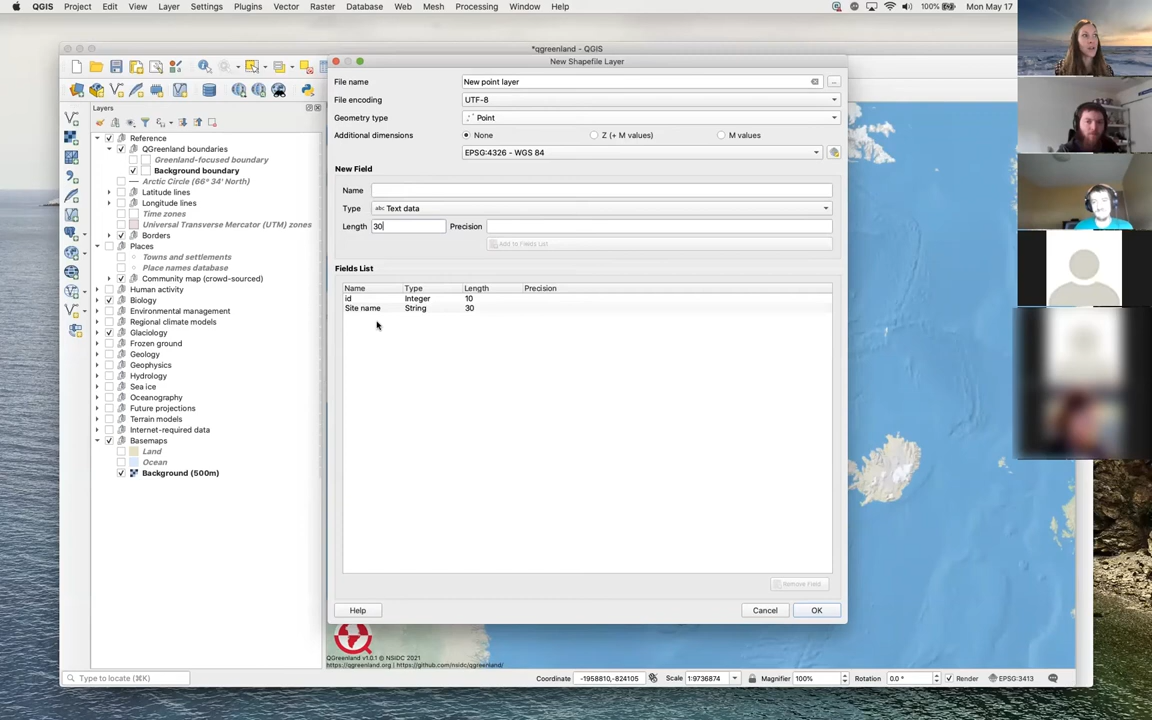 QGIS Project Edit View Layer Settings Plugins Vector Raster Database Web Mesh Processing Window Help 100% Mon May 17
*qgreenland - QGIS
New Shapefile Layer
File name New point layer ...
File encoding UTF-8
Geometry type Point
Additional dimensions None Z (+ M values) M values
EPSG:4326 - WGS 84
New Field
Name
Type abc Text data
Length 30 Precision
Add to Fields List
Fields List
Name Type Length Precision
id Integer 10
Site name String 30
Remove Field
Help Cancel OK
Layers
Reference
QGreenland boundaries
Greenland-focused boundary
Background boundary
Arctic Circle (66° 34' North)
Latitude lines
Longitude lines
Time zones
Universal Transverse Mercator (UTM) zones
Borders
Places
Towns and settlements
Place names database
Community map (crowd-sourced)
Human activity
Biology
Environmental management
Regional climate models
Glaciology
Frozen ground
Geology
Geophysics
Hydrology
Sea ice
Oceanography
Future projections
Terrain models
Internet-required data
Basemaps
Land
Ocean
Background (500m)
QGreenland v1.0.1 © NSIDC 2021
https://qgreenland.org | https://github.com/nsidc/qgreenland/
Type to locate (⌘K) Coordinate -1958810,-824105 Scale 1:9736874 Magnifier 100% Rotation 0.0 ° Render EPSG:3413